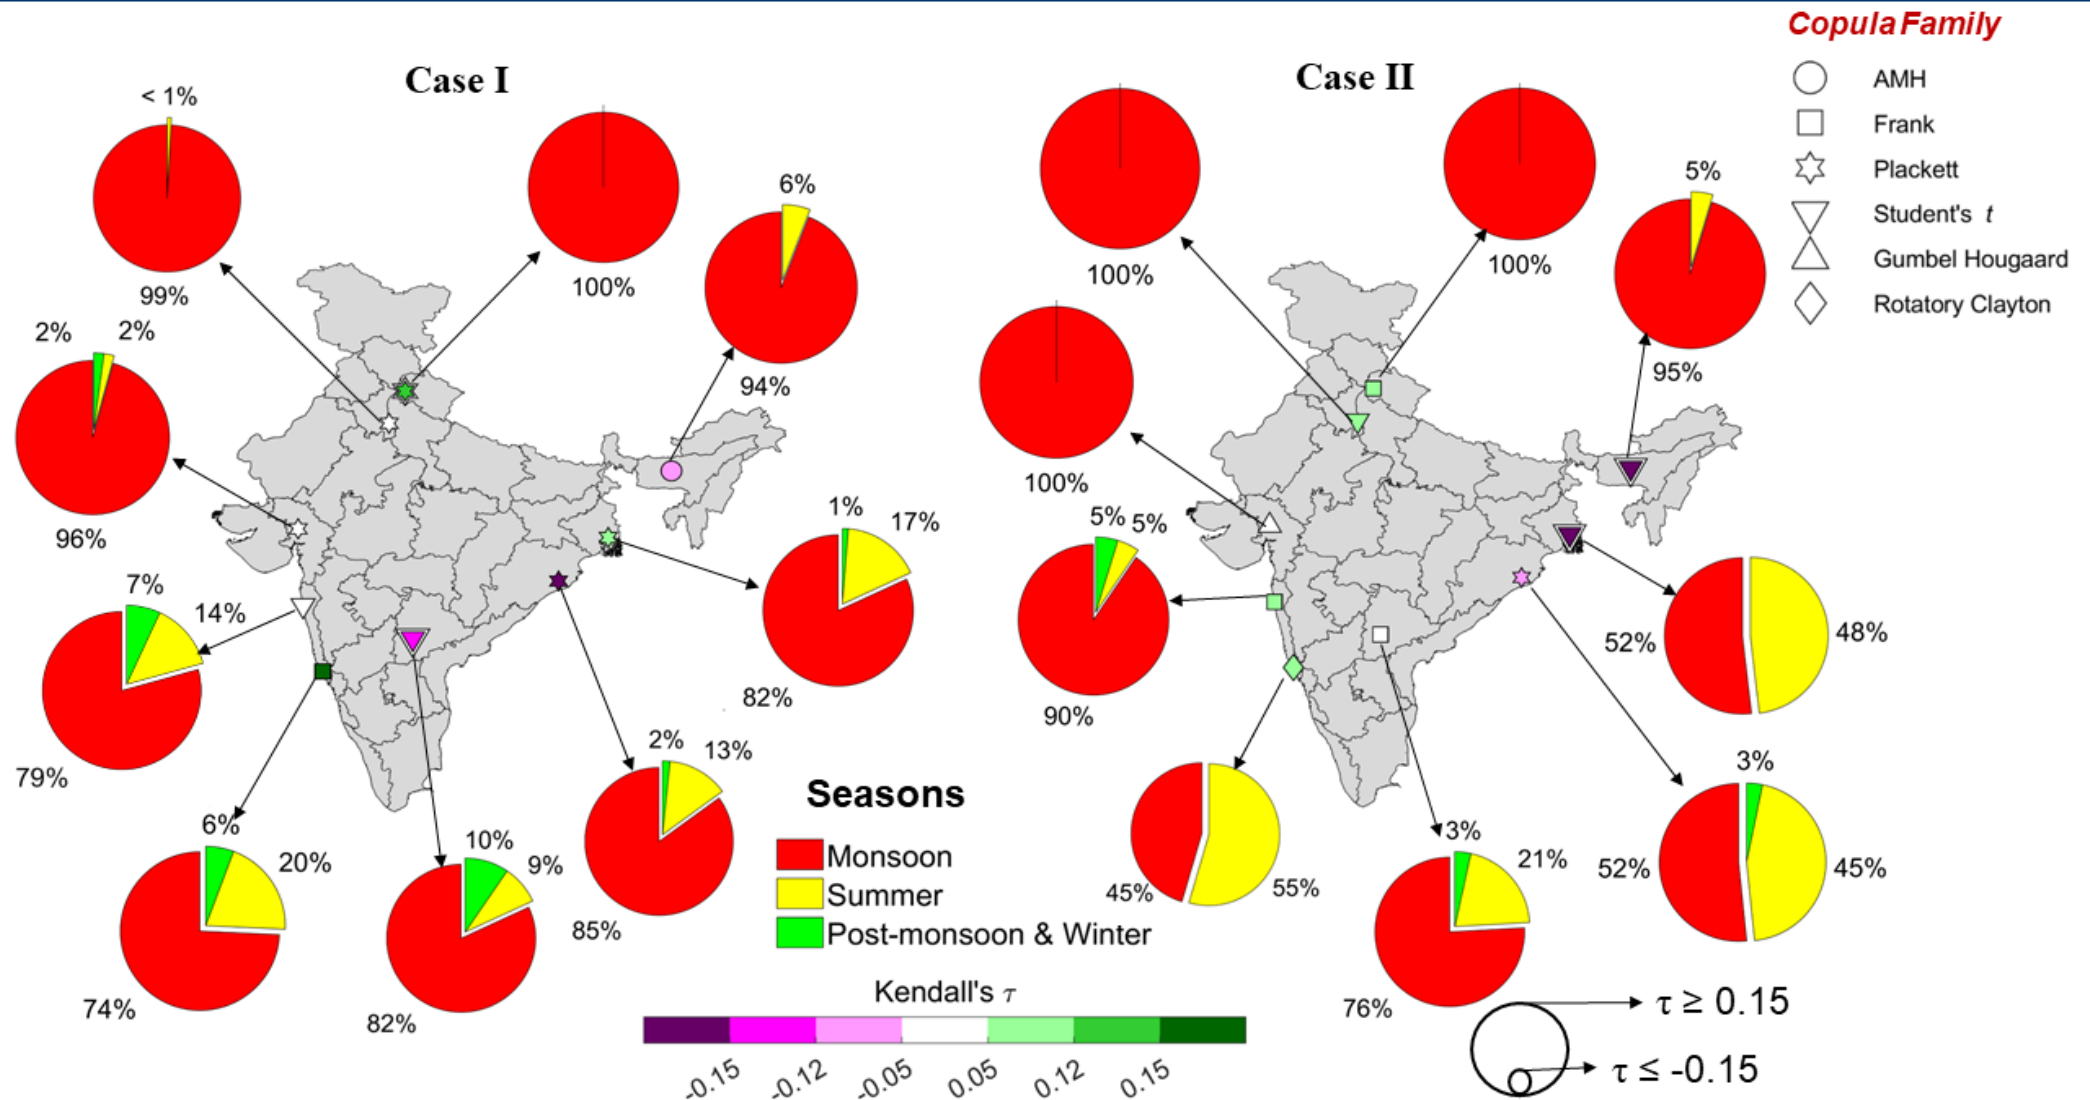 Copula Family
AMH
Frank
Plackett
Student's t
Gumbel Hougaard
Rotatory Clayton
Case I
< 1%
99%
100%
6%
94%
2% 2%
96%
7%
14%
79%
6%
20%
74%
10%
9%
82%
2%
13%
85%
1%
17%
82%
Case II
100%
100%
5%
95%
100%
5% 5%
90%
52%
48%
45%
55%
3%
21%
76%
3%
52%
45%
Seasons
Monsoon
Summer
Post-monsoon & Winter
Kendall's τ
-0.15 -0.12 -0.05 0.05 0.12 0.15
τ ≥ 0.15
τ ≤ -0.15